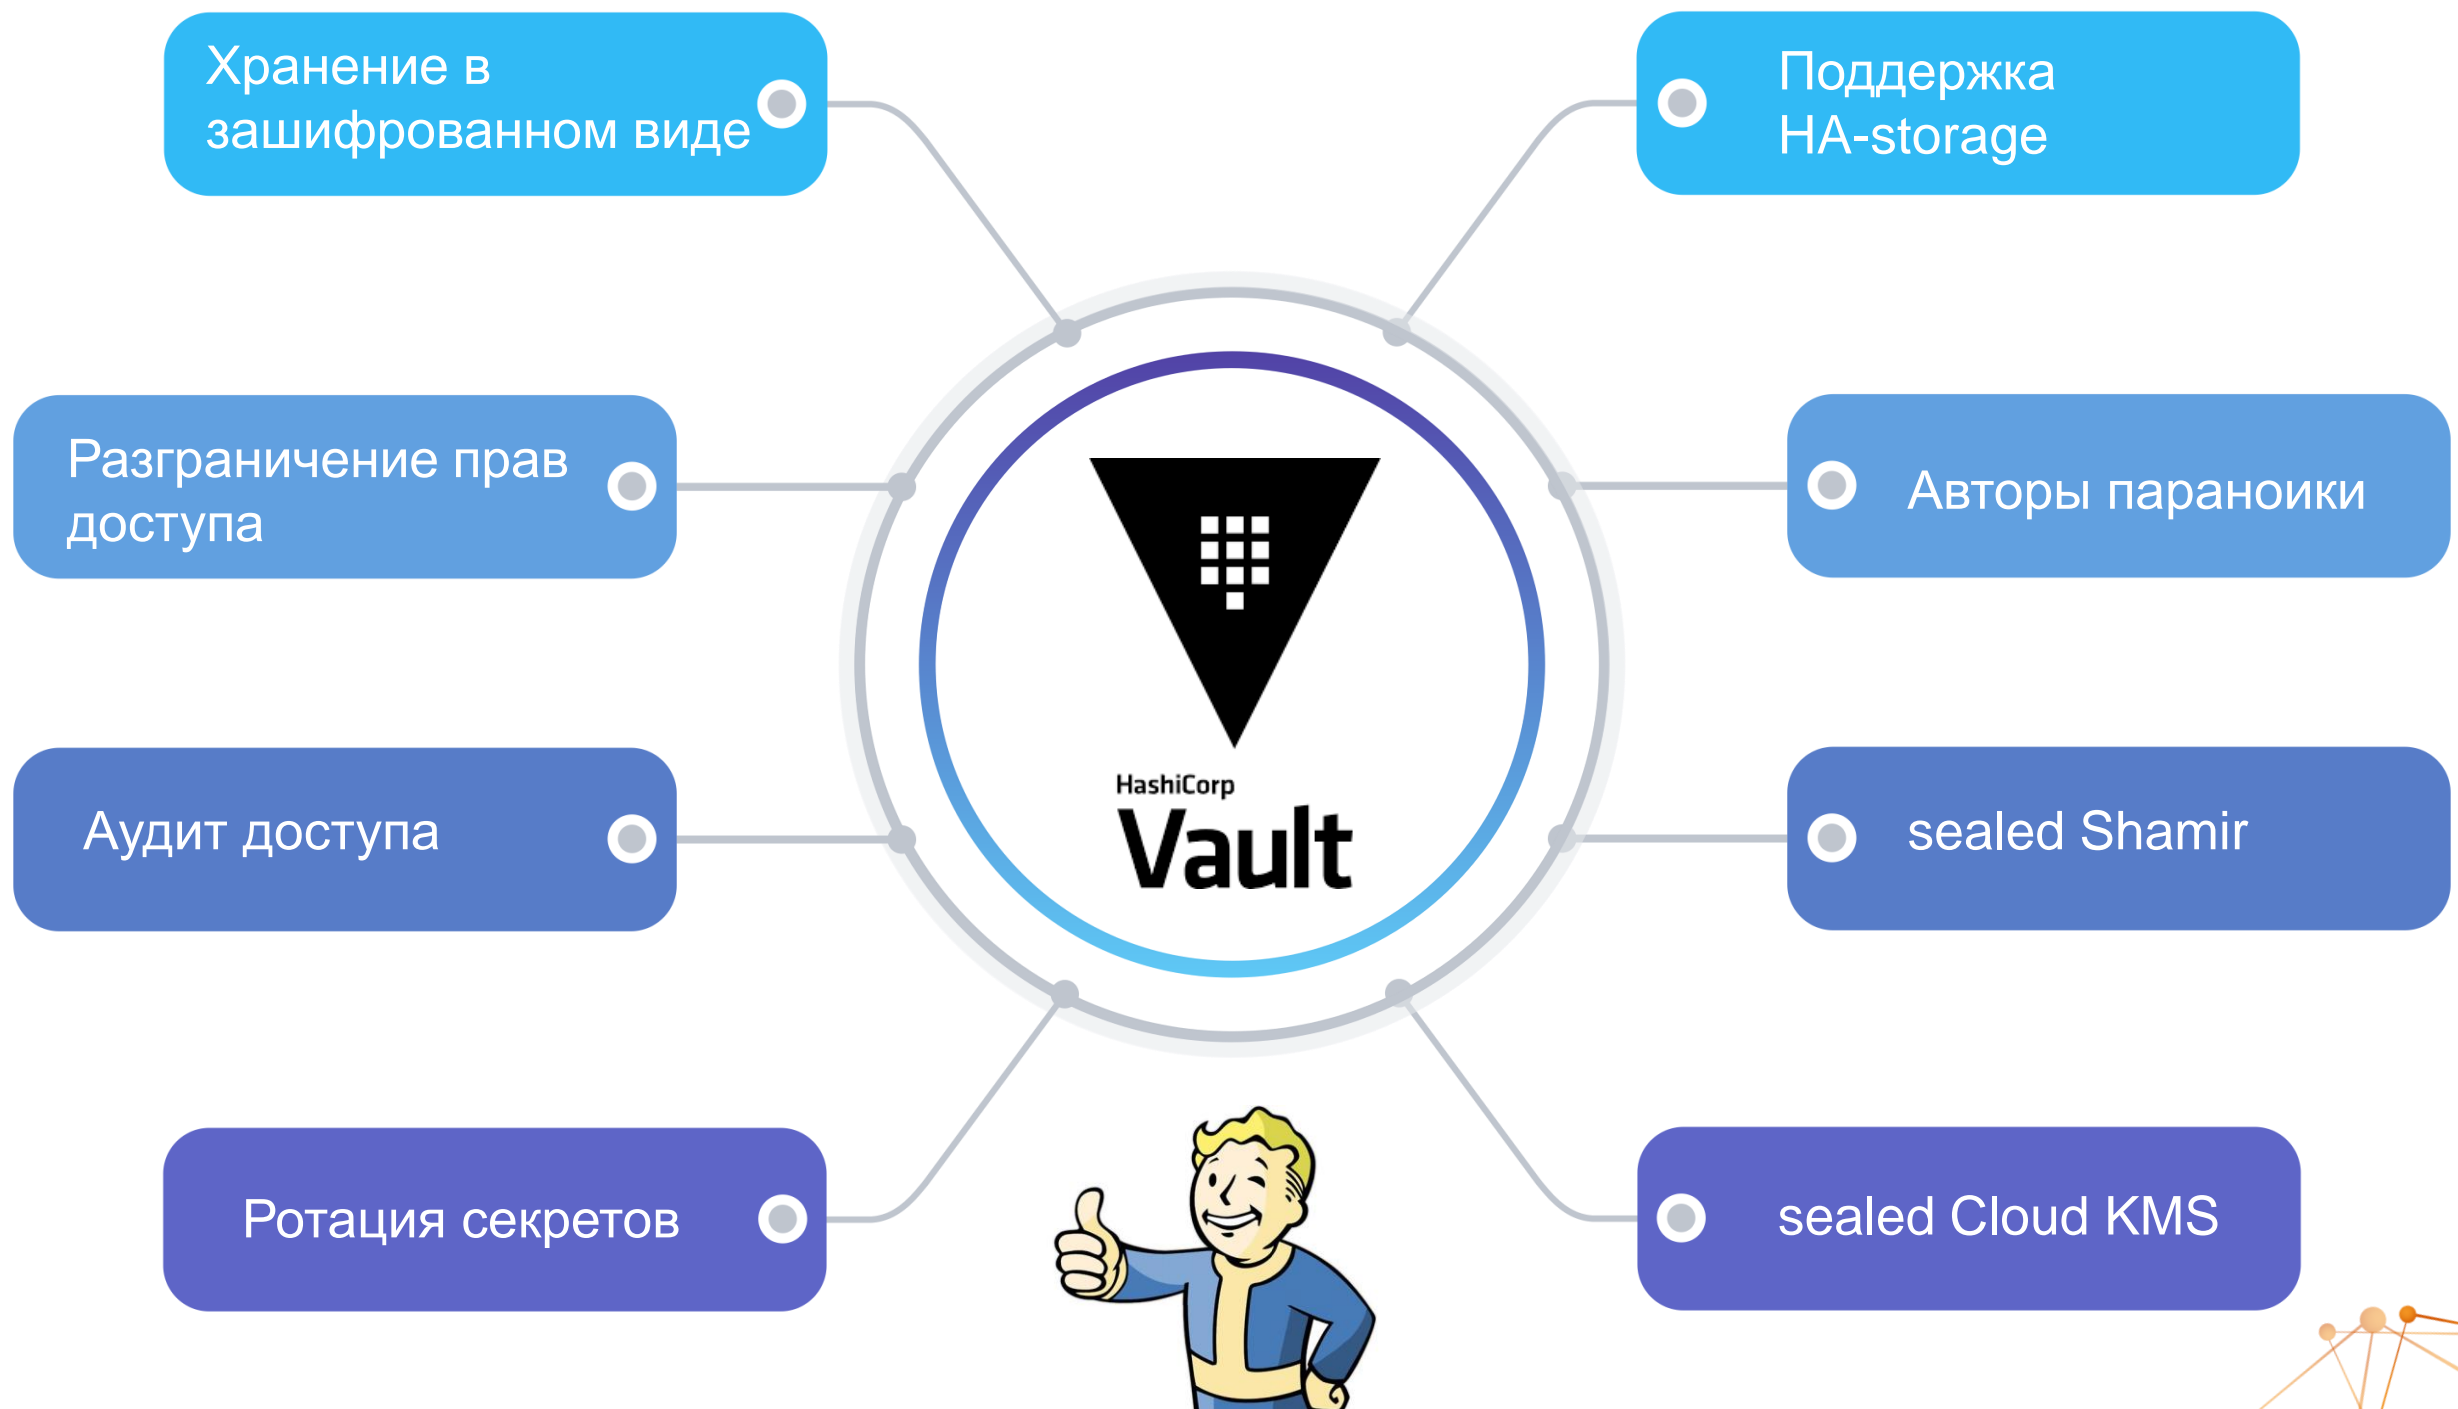 Хранение в
зашифрованном виде
Разграничение прав
доступа
Аудит доступа
Ротация секретов
HashiCorp
Vault
Поддержка
HA-storage
Авторы параноики
sealed Shamir
sealed Cloud KMS